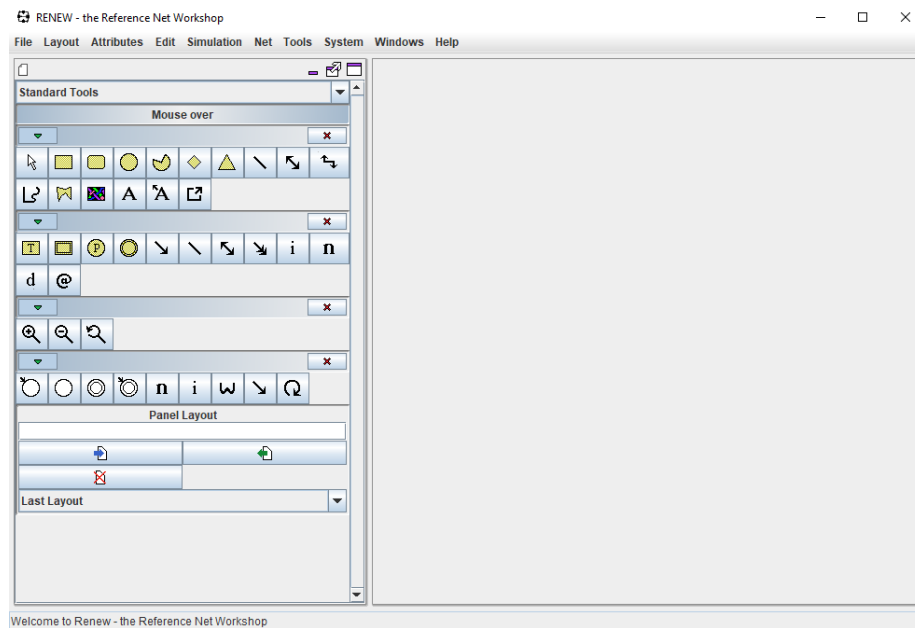 RENEW - the Reference Net Workshop
File Layout Attributes Edit Simulation Net Tools System Windows Help
Standard Tools
Mouse over
A A
T P i n
d @
n i
Panel Layout
Last Layout
Welcome to Renew - the Reference Net Workshop